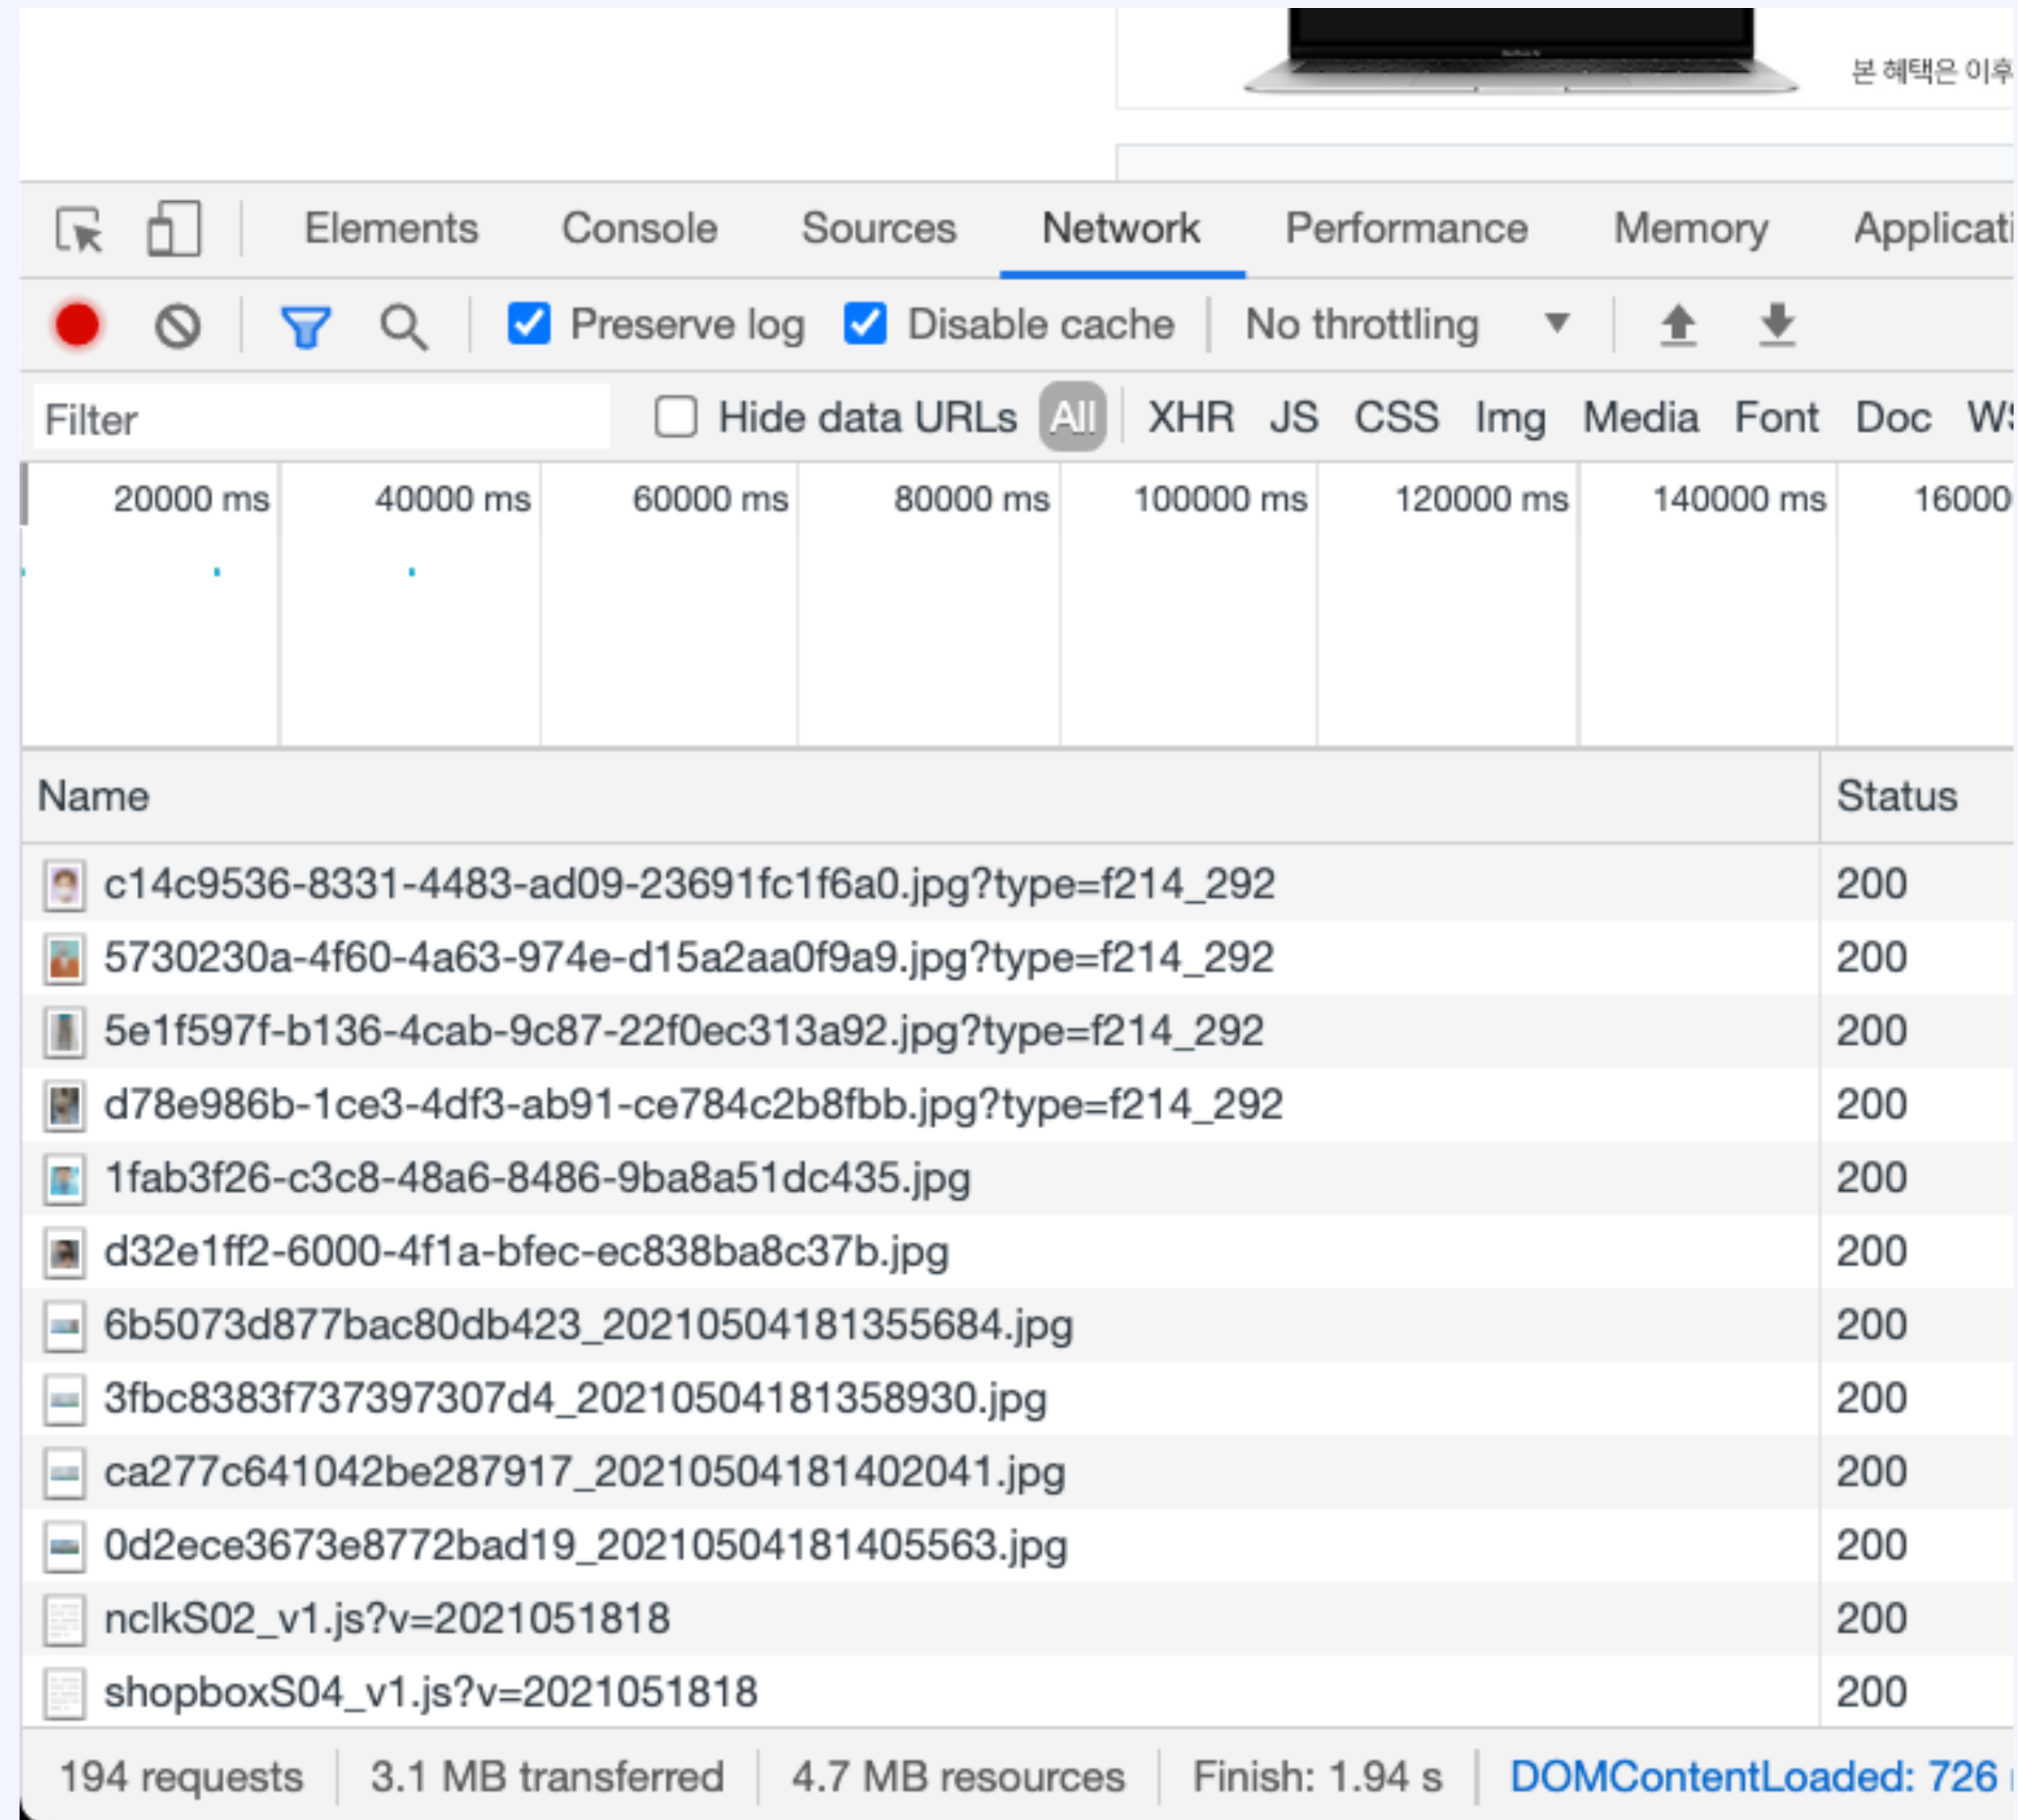 본 혜택은 이후
Elements Console Sources Network Performance Memory Applicati
Preserve log Disable cache No throttling
Filter Hide data URLs All XHR JS CSS Img Media Font Doc WS
20000 ms 40000 ms 60000 ms 80000 ms 100000 ms 120000 ms 140000 ms 16000
Name Status
c14c9536-8331-4483-ad09-23691fc1f6a0.jpg?type=f214_292 200
5730230a-4f60-4a63-974e-d15a2aa0f9a9.jpg?type=f214_292 200
5e1f597f-b136-4cab-9c87-22f0ec313a92.jpg?type=f214_292 200
d78e986b-1ce3-4df3-ab91-ce784c2b8fbb.jpg?type=f214_292 200
1fab3f26-c3c8-48a6-8486-9ba8a51dc435.jpg 200
d32e1ff2-6000-4f1a-bfec-ec838ba8c37b.jpg 200
6b5073d877bac80db423_20210504181355684.jpg 200
3fbc8383f737397307d4_20210504181358930.jpg 200
ca277c641042be287917_20210504181402041.jpg 200
0d2ece3673e8772bad19_20210504181405563.jpg 200
nclkS02_v1.js?v=2021051818 200
shopboxS04_v1.js?v=2021051818 200
194 requests 3.1 MB transferred 4.7 MB resources Finish: 1.94 s DOMContentLoaded: 726